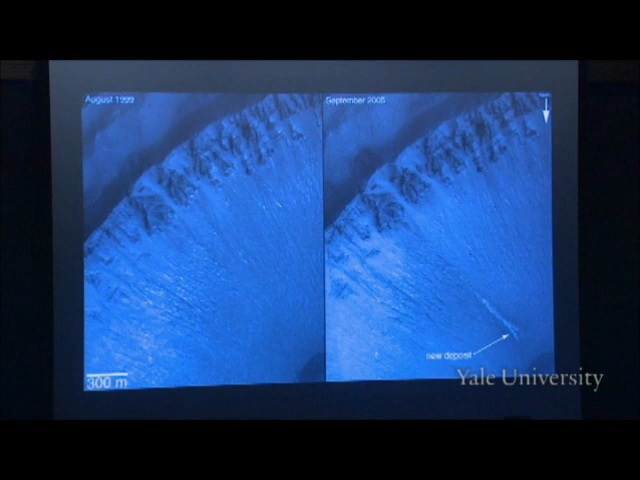 August 1999
September 2005
new deposit
300 m
Yale University